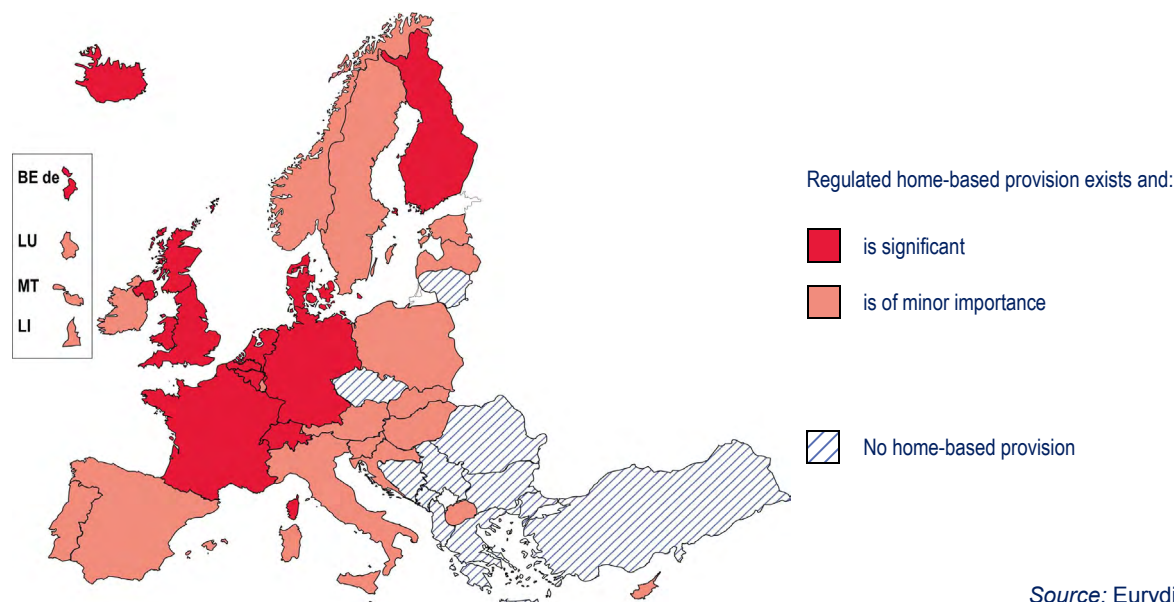 BE de
LU
MT
LI
Regulated home-based provision exists and:
is significant
is of minor importance
No home-based provision
Source: